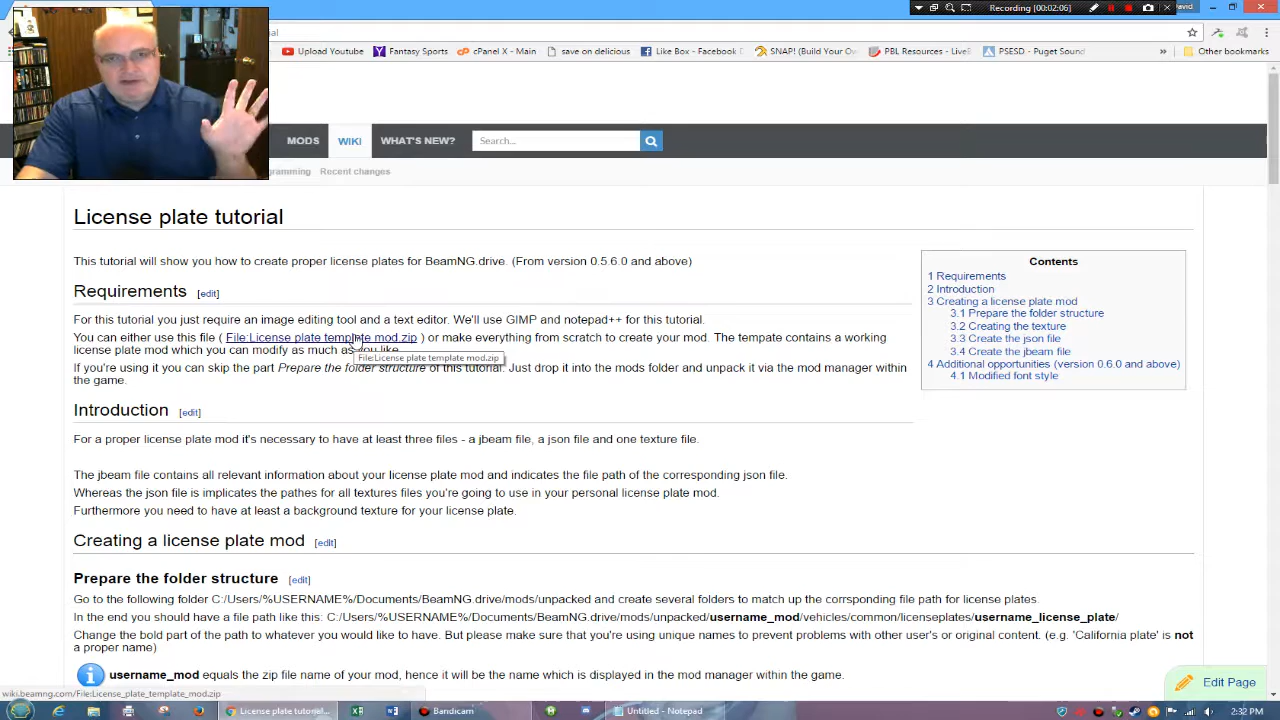 Recording [00:02:06]
Upload Youtube
Fantasy Sports
cPanel X - Main
save on delicious
Like Box - Facebook D
SNAP! (Build Your Own
PBL Resources - LiveB
PSESD - Puget Sound
»
Other bookmarks
MODS
WIKI
WHAT'S NEW?
Search...
Recent changes
License plate tutorial
This tutorial will show you how to create proper license plates for BeamNG.drive. (From version 0.5.6.0 and above)
Requirements [edit]
For this tutorial you just require an image editing tool and a text editor. We'll use GIMP and notepad++ for this tutorial.
You can either use this file ( File:License plate template mod.zip ) or make everything from scratch to create your mod. The tempate contains a working
license plate mod which you can modify as much as you like.
File:License plate template mod.zip
If you're using it you can skip the part Prepare the folder structure of this tutorial. Just drop it into the mods folder and unpack it via the mod manager within
the game.
Contents
1 Requirements
2 Introduction
3 Creating a license plate mod
3.1 Prepare the folder structure
3.2 Creating the texture
3.3 Create the json file
3.4 Create the jbeam file
4 Additional opportunities (version 0.6.0 and above)
4.1 Modified font style
Introduction [edit]
For a proper license plate mod it's necessary to have at least three files - a jbeam file, a json file and one texture file.
The jbeam file contains all relevant information about your license plate mod and indicates the file path of the corresponding json file.
Whereas the json file is implicates the pathes for all textures files you're going to use in your personal license plate mod.
Furthermore you need to have at least a background texture for your license plate.
Creating a license plate mod [edit]
Prepare the folder structure [edit]
Go to the following folder C:/Users/%USERNAME%/Documents/BeamNG.drive/mods/unpacked and create several folders to match up the corrsponding file path for license plates.
In the end you should have a file path like this: C:/Users/%USERNAME%/Documents/BeamNG.drive/mods/unpacked/username_mod/vehicles/common/licenseplates/username_license_plate/
Change the bold part of the path to whatever you would like to have. But please make sure that you're using unique names to prevent problems with other user's or original content. (e.g. 'California plate' is not
a proper name)
username_mod equals the zip file name of your mod, hence it will be the name which is displayed in the mod manager within the game.
Edit Page
wiki.beamng.com/File:License_plate_template_mod.zip
License plate tutorial...
Bandicam
Untitled - Notepad
2:32 PM